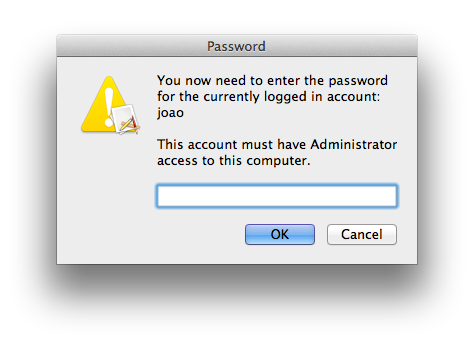 Password
You now need to enter the password
for the currently logged in account:
joao
This account must have Administrator
access to this computer.
OK
Cancel